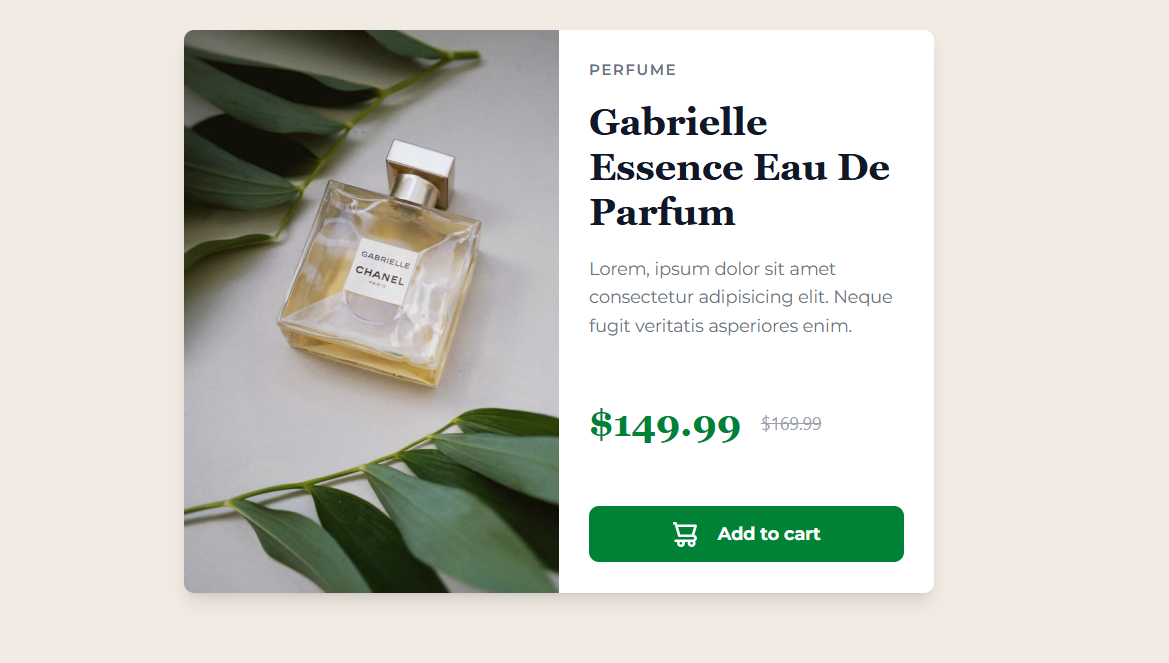 GABRIELLE
CHANEL
PARIS
PERFUME
Gabrielle
Essence Eau De
Parfum
Lorem, ipsum dolor sit amet
consectetur adipisicing elit. Neque
fugit veritatis asperiores enim.
$149.99 $169.99
Add to cart